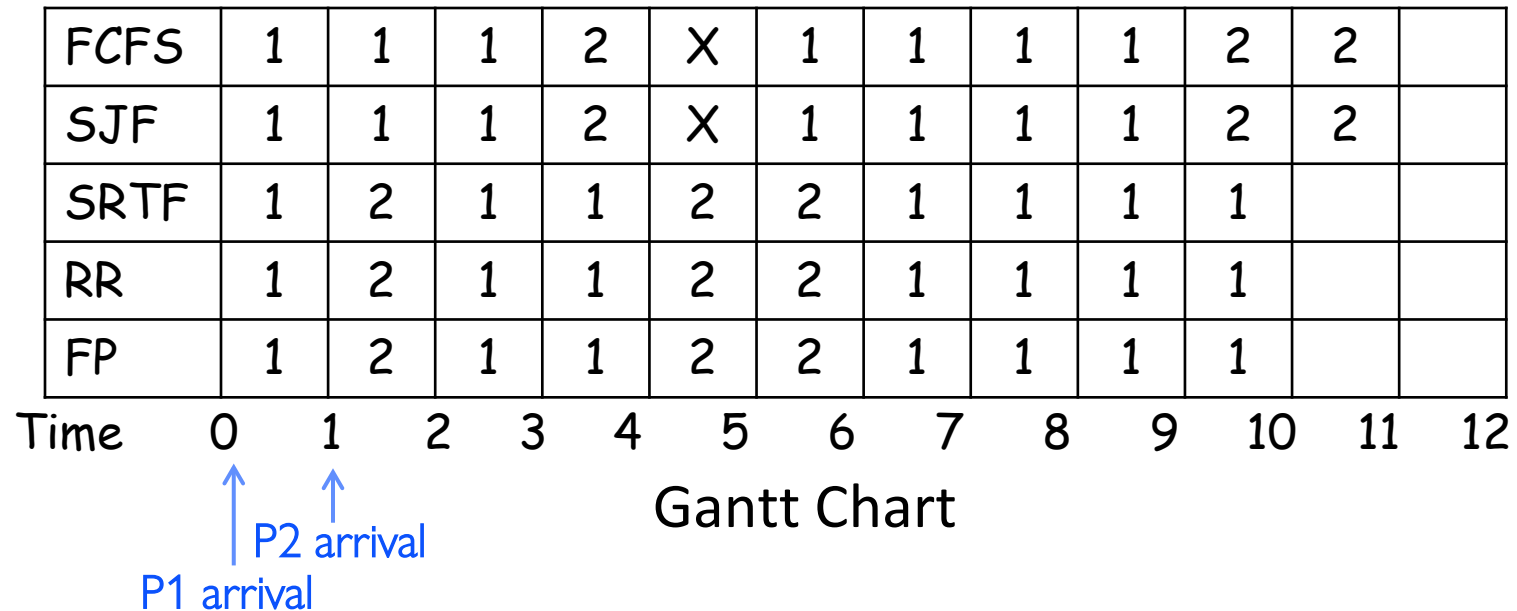 FCFS 1 1 1 2 X 1 1 1 1 2 2
SJF 1 1 1 2 X 1 1 1 1 2 2
SRTF 1 2 1 1 2 2 1 1 1 1
RR 1 2 1 1 2 2 1 1 1 1
FP 1 2 1 1 2 2 1 1 1 1
Time 0 1 2 3 4 5 6 7 8 9 10 11 12
Gantt Chart
P2 arrival
P1 arrival